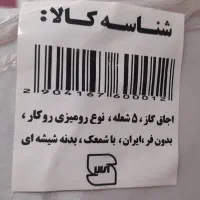 شناسه کالا:
2904167600012
اجاق گاز، ۵ شعله، نوع رومیزی روکار،
بدون فر، ایران، با شمعک، بدنه شیشه ای